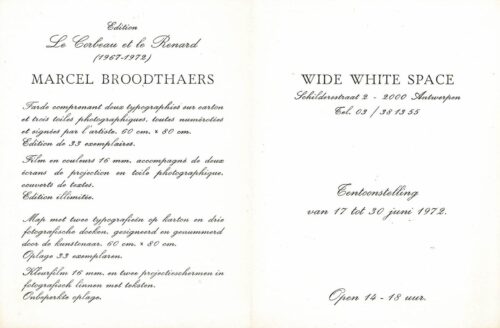 Edition
Le Corbeau et le Renard
(1967-1972)
MARCEL BROODTHAERS
Farde comprenant deux typographies sur carton
et trois toiles photographiques, toutes numérotées
et signées par l'artiste. 60 cm. × 80 cm.
Edition de 33 exemplaires.
Film en couleurs 16 mm. accompagné de deux
écrans de projection en toile photographique,
couverts de textes.
Edition illimitée.
Map met twee typografieën op karton en drie
fotografische doeken, gesigneerd en genummerd
door de kunstenaar 60 cm. × 80 cm.
Oplage 33 exemplaren.
Kleurfilm 16 mm. en twee projectieschermen in
fotografisch linnen met teksten.
Onbeperkte oplage.
WIDE WHITE SPACE
Schildersstraat 2 - 2000 Antwerpen
Tel. 03 / 381355
Tentoonstelling
van 17 tot 30 juni 1972.
Open 14 - 18 uur.